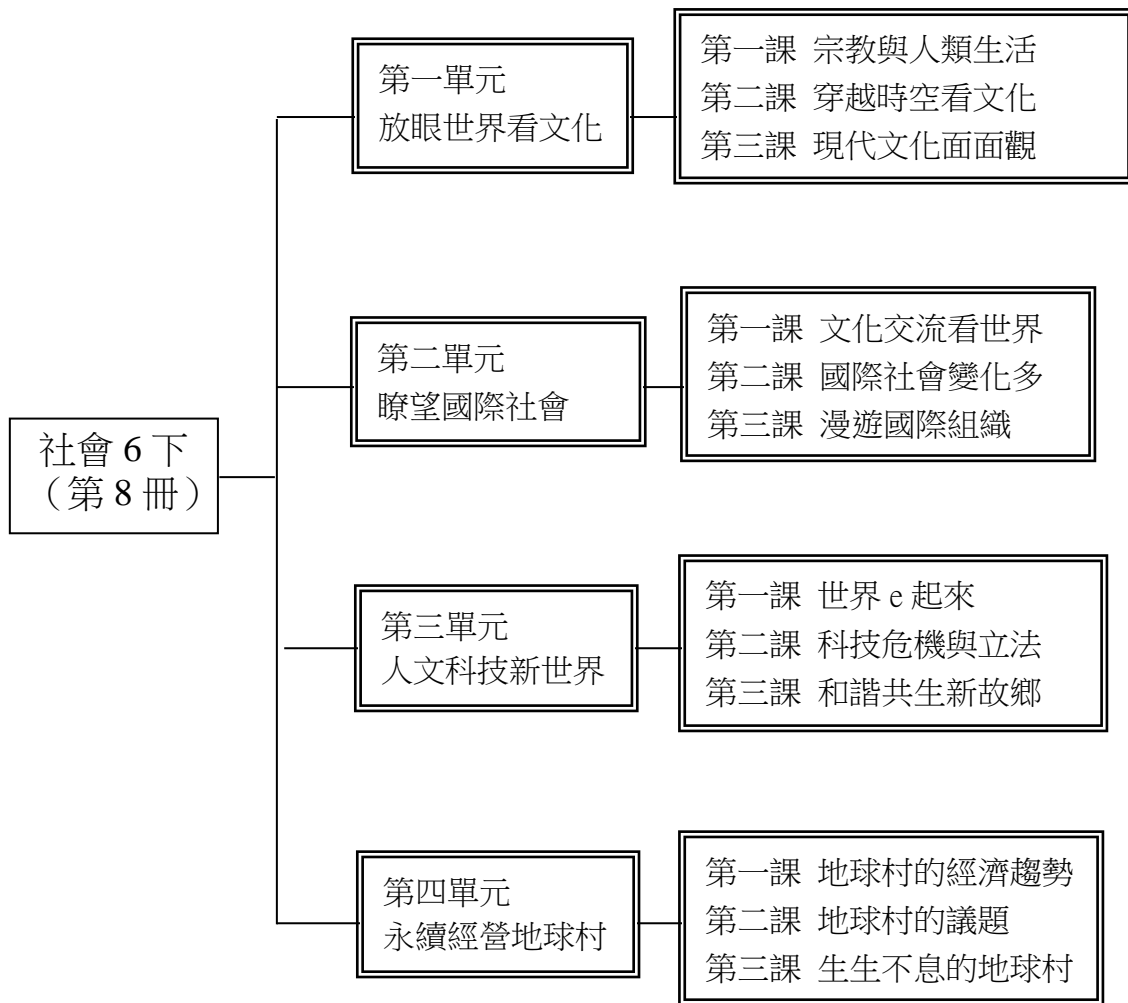 社會 6 下
（第 8 冊）
第一單元
放眼世界看文化
第一課 宗教與人類生活
第二課 穿越時空看文化
第三課 現代文化面面觀
第二單元
瞭望國際社會
第一課 文化交流看世界
第二課 國際社會變化多
第三課 漫遊國際組織
第三單元
人文科技新世界
第一課 世界 e 起來
第二課 科技危機與立法
第三課 和諧共生新故鄉
第四單元
永續經營地球村
第一課 地球村的經濟趨勢
第二課 地球村的議題
第三課 生生不息的地球村